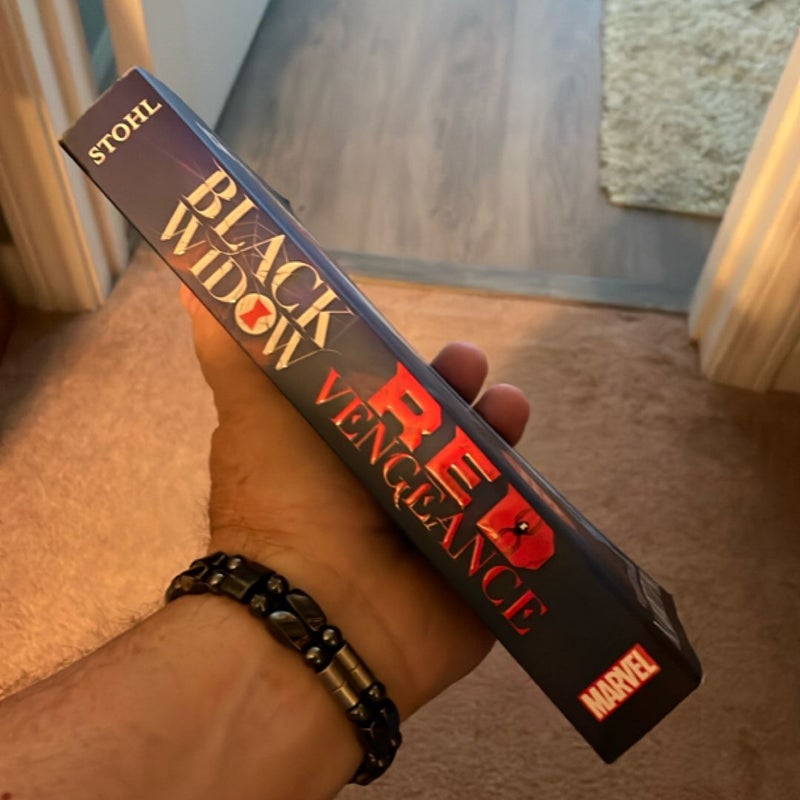 STOHL
BLACK
WIDOW
RED
VENGEANCE
MARVEL